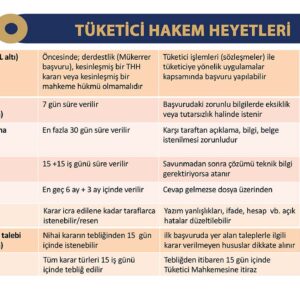 TÜKETİCİ HAKEM HEYETLERİ
L altı)
Öncesinde; derdestlik (Mükerrer
başvuru), kesinleşmiş bir THH
kararı veya kesinleşmiş bir
mahkeme hükmü olmamalıdır
Tüketici işlemleri (sözleşmeler) ile
tüketiciye yönelik uygulamalar
kapsamında başvuru yapılabilir
7 gün süre verilir
Başvurudaki zorunlu bilgilerde eksiklik
veya tutarsızlık halinde istenir
ma
En fazla 30 gün süre verilir
Karşı taraftan açıklama, bilgi, belge
istenilmesi zorunludur
15 +15 iş günü süre verilir
Savunmadan sonra çözümü teknik bilgi
gerektiriyorsa atanır
En geç 6 ay + 3 ay içinde verilir
Cevap gelmezse dosya üzerinden
Karar icra edilene kadar taraflarca
istenebilir/resen
Yazım yanlışlıkları, ifade, hesap vb. açık
hatalar düzeltilebilir
talebi
Nihai kararın tebliğinden 15 gün
içinde istenebilir
ilk başvuruda yer alan taleplerle ilgili
karar verilmeyen hususlar dikkate alınır
Tüm karar türleri 15 iş günü
içinde tebliğ edilir
Tebliğden itibaren 15 gün içinde
Tüketici Mahkemesine itiraz